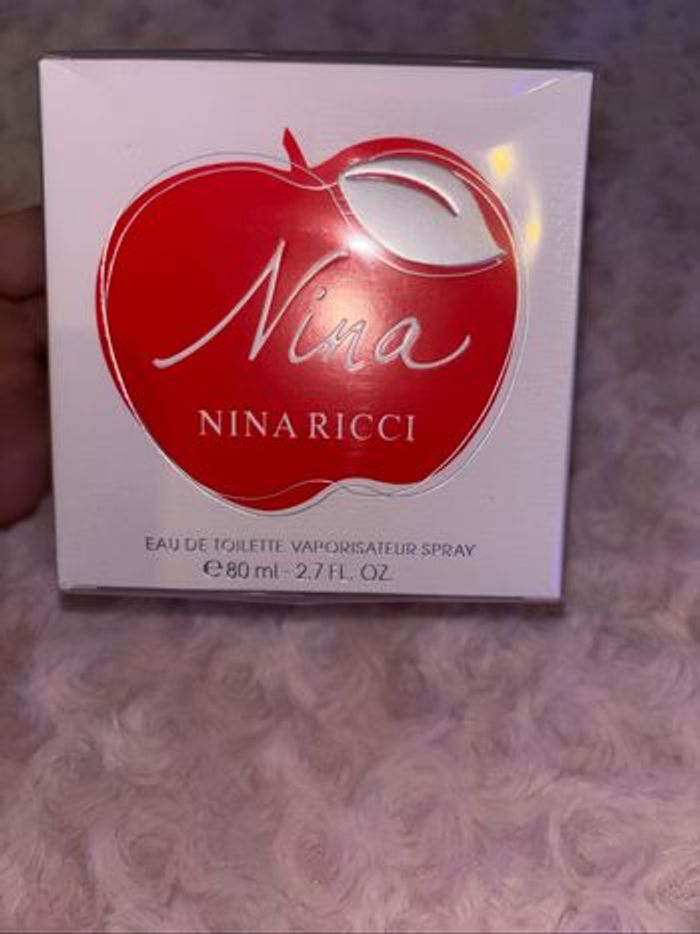 Nina
NINA RICCI
EAU DE TOILETTE VAPORISATEUR SPRAY
℮ 80 ml - 2.7 FL. OZ